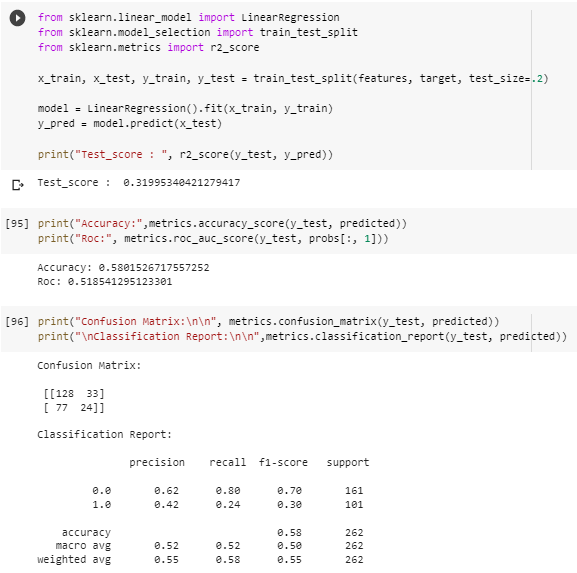 from sklearn.linear_model import LinearRegression
from sklearn.model_selection import train_test_split
from sklearn.metrics import r2_score
x_train, x_test, y_train, y_test = train_test_split(features, target, test_size=.2)
model = LinearRegression().fit(x_train, y_train)
y_pred = model.predict(x_test)
print("Test_score : ", r2_score(y_test, y_pred))
Test_score :  0.31995340421279417
[95] print("Accuracy:",metrics.accuracy_score(y_test, predicted))
print("Roc:", metrics.roc_auc_score(y_test, probs[:, 1]))
Accuracy: 0.5801526717557252
Roc: 0.518541295123301
[96] print("Confusion Matrix:\n\n", metrics.confusion_matrix(y_test, predicted))
print("\nClassification Report:\n\n",metrics.classification_report(y_test, predicted))
Confusion Matrix:
[[128  33]
[ 77  24]]
Classification Report:
precision    recall  f1-score   support
0.0       0.62      0.80      0.70       161
1.0       0.42      0.24      0.30       101
accuracy                           0.58       262
macro avg       0.52      0.52      0.50       262
weighted avg       0.55      0.58      0.55       262